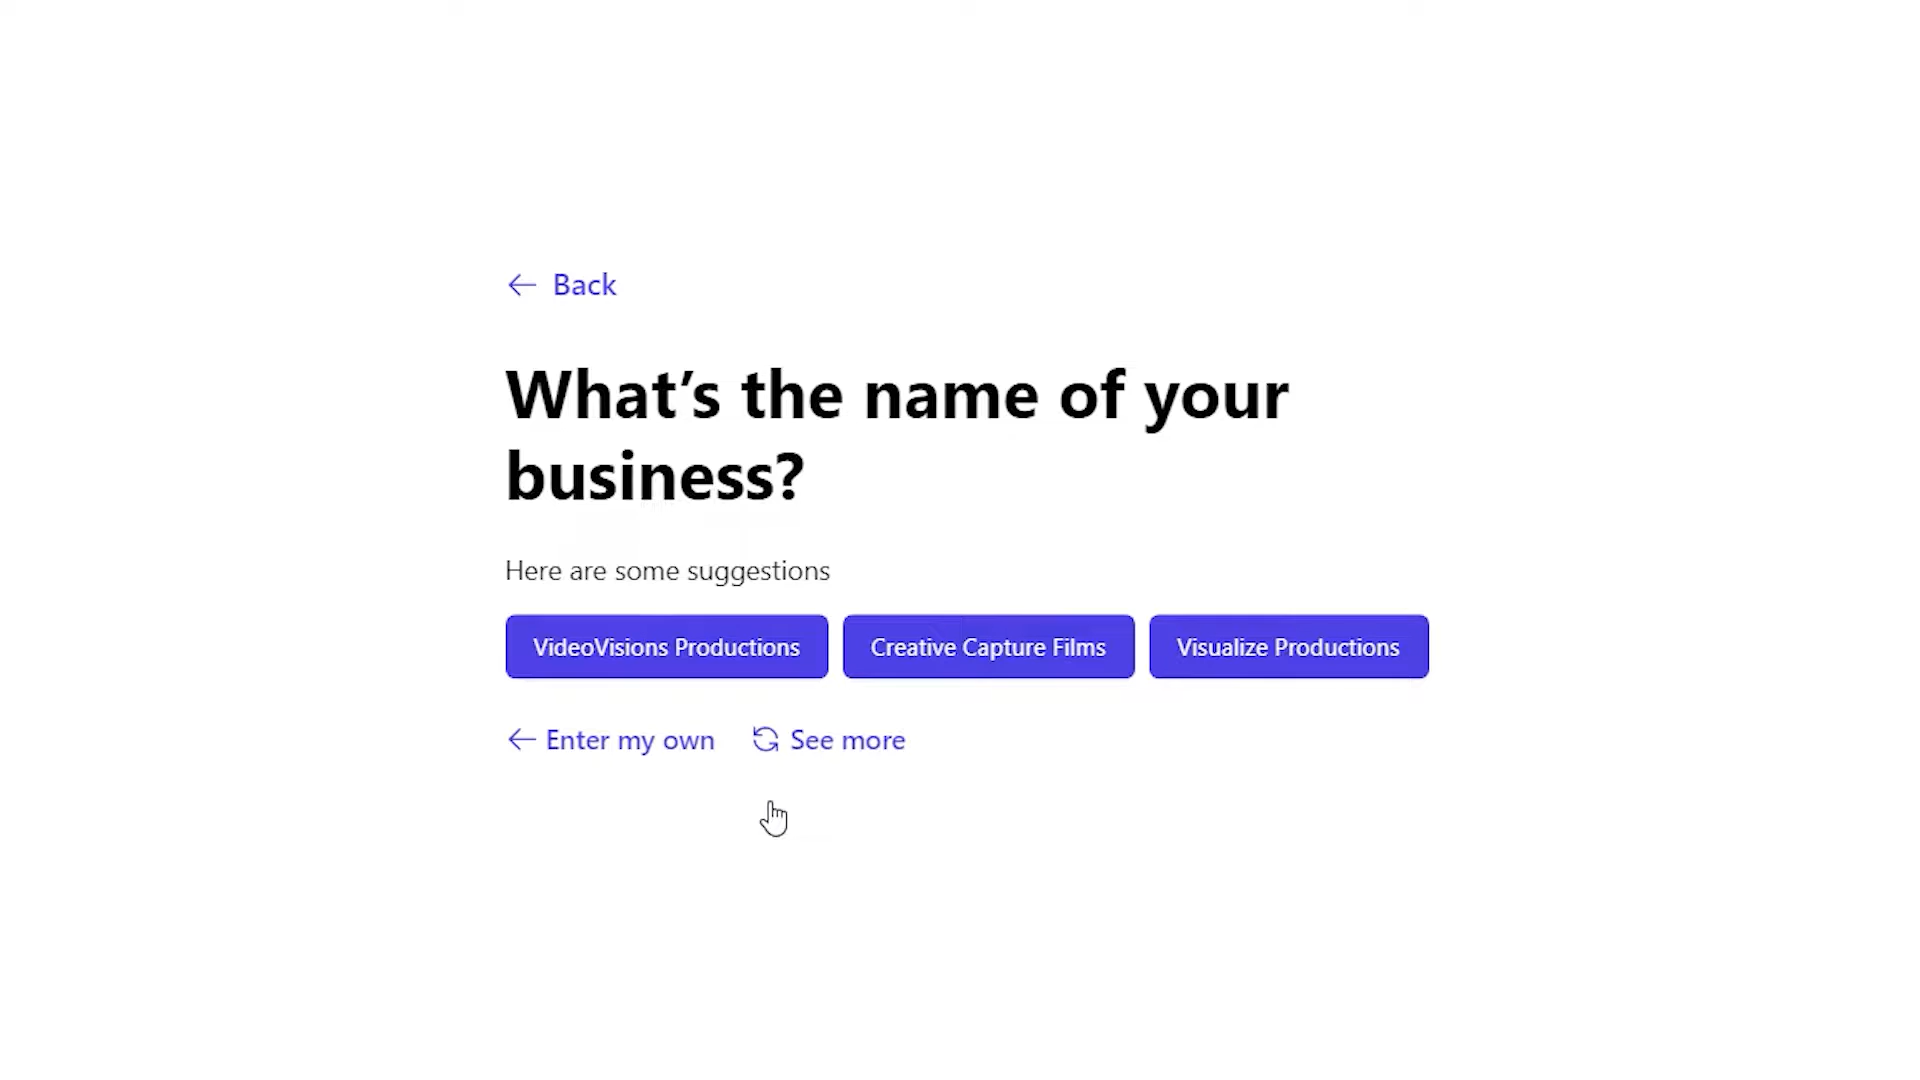 Back
What’s the name of your
business?
Here are some suggestions
VideoVisions Productions Creative Capture Films Visualize Productions
Enter my own See more